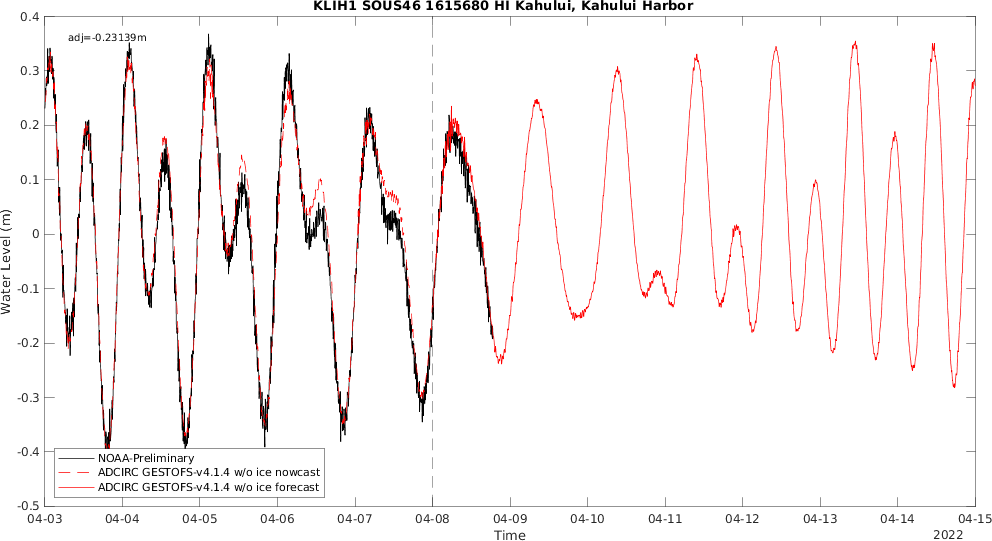 KLIH1 SOUS46 1615680 HI Kahului, Kahului Harbor
0.4
adj=-0.23139m
0.3
0.2
0.1
0
-0.1
-0.2
-0.3
-0.4
-0.5
Water Level (m)
NOAA-Preliminary
ADCIRC GESTOFS-v4.1.4 w/o ice nowcast
ADCIRC GESTOFS-v4.1.4 w/o ice forecast
04-03 04-04 04-05 04-06 04-07 04-08 04-09 04-10 04-11 04-12 04-13 04-14 04-15
Time
2022